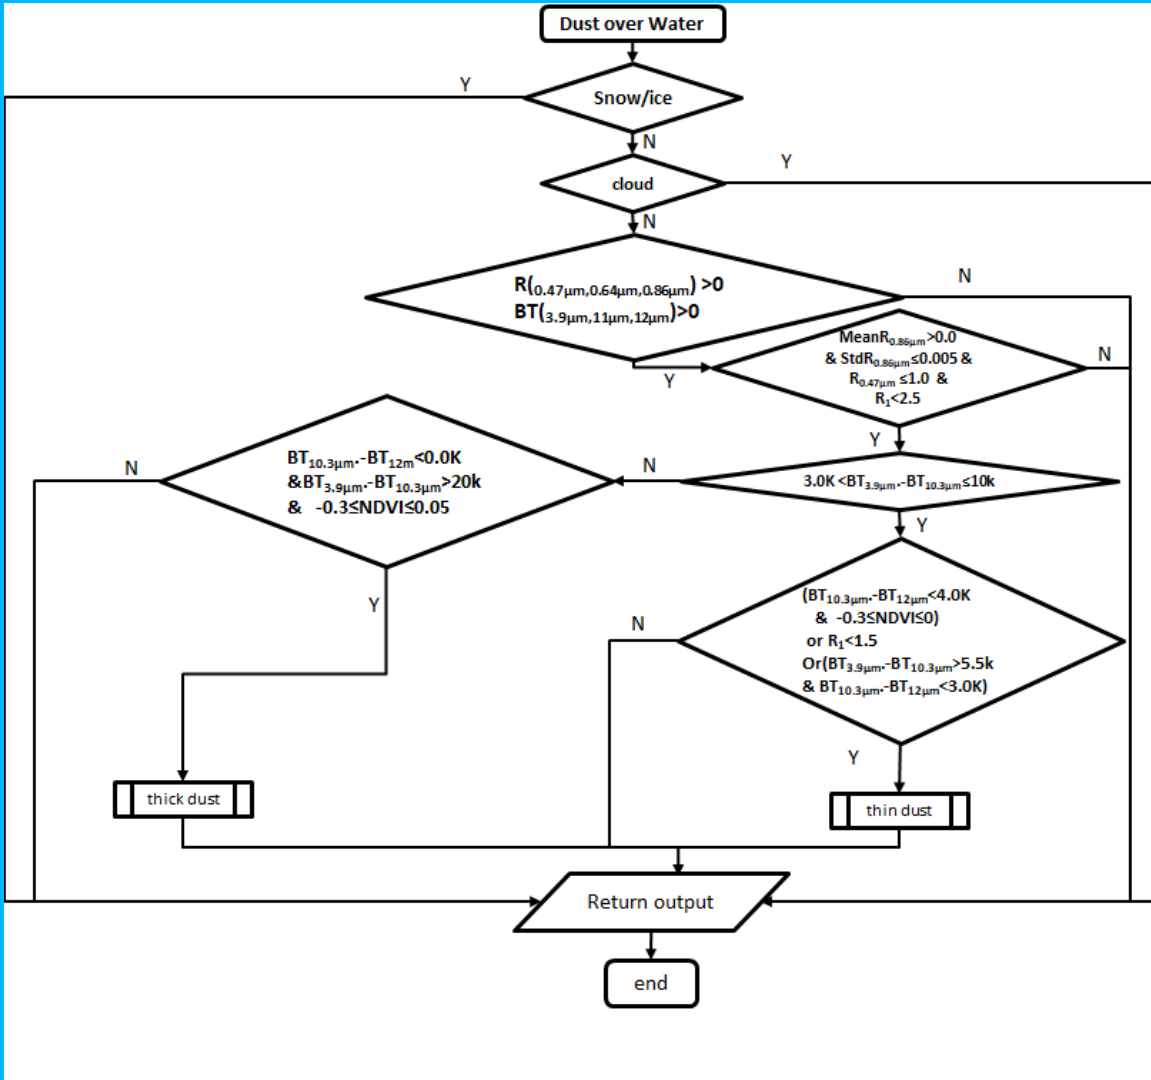 Dust over Water
Y
Snow/ice
N
Y
cloud
N
R(0.47μm,0.64μm,0.86μm) >0
BT(3.9μm,11μm,12μm)>0
N
Y
MeanR0.86μm>0.0
& StdR0.86μm≤0.005 &
R0.47μm ≤1.0 &
R1<2.5
N
Y
3.0K <BT3.9μm.-BT10.3μm≤10k
N
Y
BT10.3μm.-BT12m<0.0K
&BT3.9μm.-BT10.3μm>20k
& -0.3≤NDVI≤0.05
N
Y
(BT10.3μm.-BT12μm<4.0K
& -0.3≤NDVI≤0)
or R1<1.5
Or(BT3.9μm.-BT10.3μm>5.5k
& BT10.3μm.-BT12μm<3.0K)
N
Y
thick dust
thin dust
Return output
end